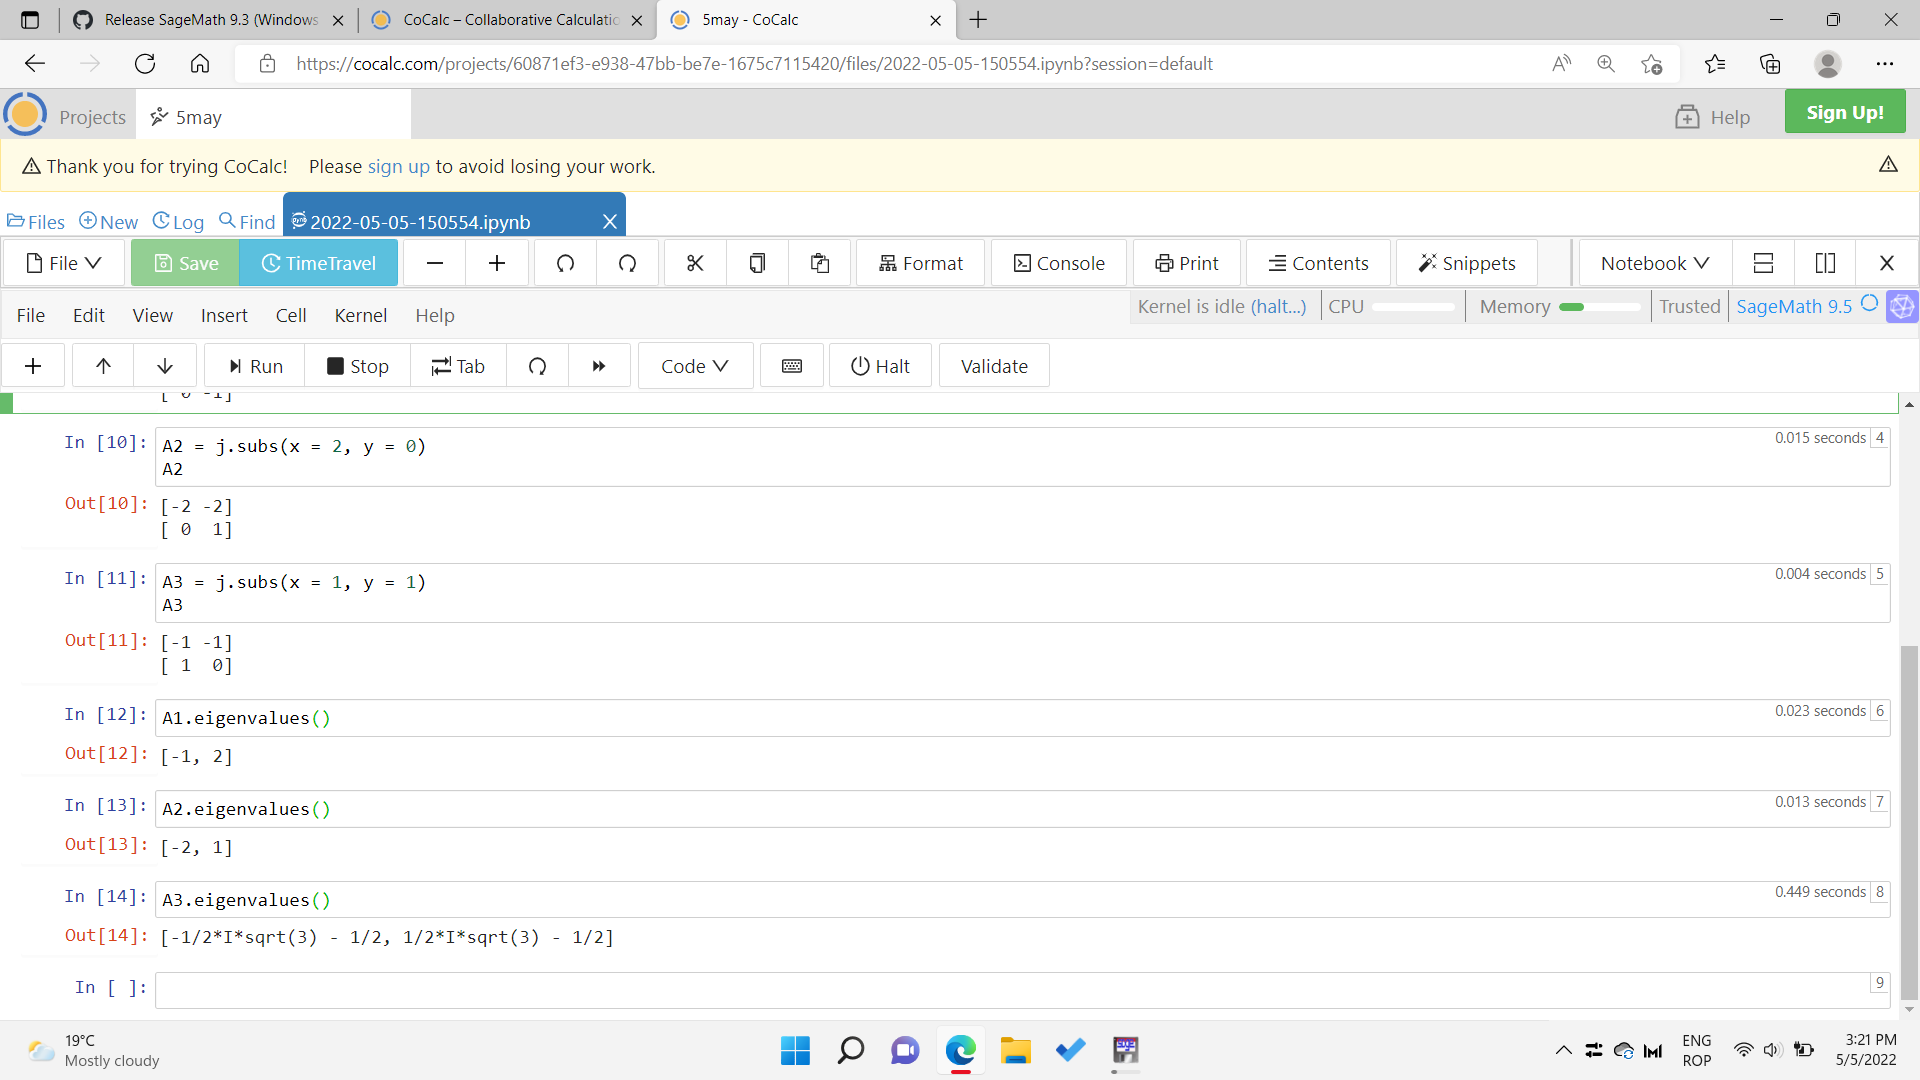 Release SageMath 9.3 (Windows
CoCalc – Collaborative Calculatio
5may - CoCalc
https://cocalc.com/projects/60871ef3-e938-47bb-be7e-1675c7115420/files/2022-05-05-150554.ipynb?session=default
Projects
5may
Help
Sign Up!
Thank you for trying CoCalc! Please sign up to avoid losing your work.
Files
New
Log
Find
2022-05-05-150554.ipynb
File
Save
TimeTravel
Format
Console
Print
Contents
Snippets
Notebook
File Edit View Insert Cell Kernel Help
Kernel is idle (halt...)
CPU
Memory
Trusted
SageMath 9.5
Run
Stop
Tab
Code
Halt
Validate
[ 0 -1]
In [10]: A2 = j.subs(x = 2, y = 0)
A2
0.015 seconds 4
Out[10]: [-2 -2]
[ 0  1]
In [11]: A3 = j.subs(x = 1, y = 1)
A3
0.004 seconds 5
Out[11]: [-1 -1]
[ 1  0]
In [12]: A1.eigenvalues()
0.023 seconds 6
Out[12]: [-1, 2]
In [13]: A2.eigenvalues()
0.013 seconds 7
Out[13]: [-2, 1]
In [14]: A3.eigenvalues()
0.449 seconds 8
Out[14]: [-1/2*I*sqrt(3) - 1/2, 1/2*I*sqrt(3) - 1/2]
In [ ]:
9
19°C
Mostly cloudy
ENG
ROP
3:21 PM
5/5/2022